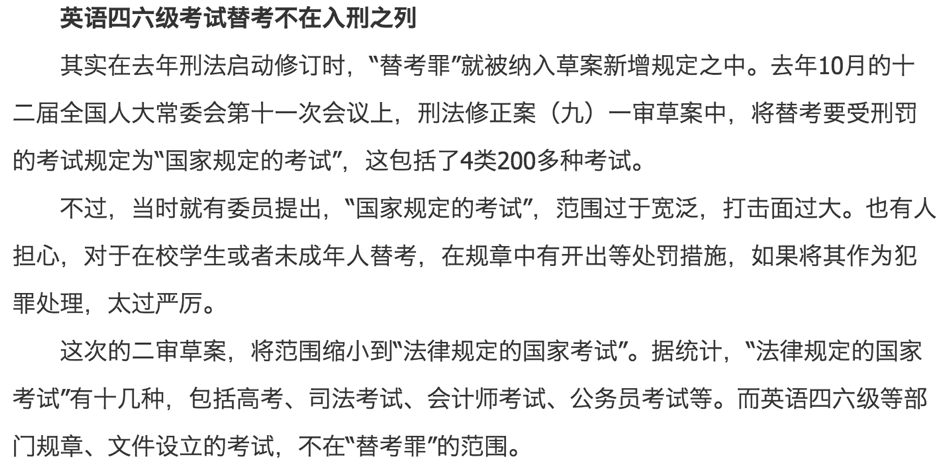 英语四六级考试替考不在入刑之列
其实在去年刑法启动修订时，“替考罪”就被纳入草案新增规定之中。去年10月的十
二届全国人大常委会第十一次会议上，刑法修正案（九）一审草案中，将替考要受刑罚
的考试规定为“国家规定的考试”，这包括了4类200多种考试。
不过，当时就有委员提出，“国家规定的考试”，范围过于宽泛，打击面过大。也有人
担心，对于在校学生或者未成年人替考，在规章中有开出等处罚措施，如果将其作为犯
罪处理，太过严厉。
这次的二审草案，将范围缩小到“法律规定的国家考试”。据统计，“法律规定的国家
考试”有十几种，包括高考、司法考试、会计师考试、公务员考试等。而英语四六级等部
门规章、文件设立的考试，不在“替考罪”的范围。